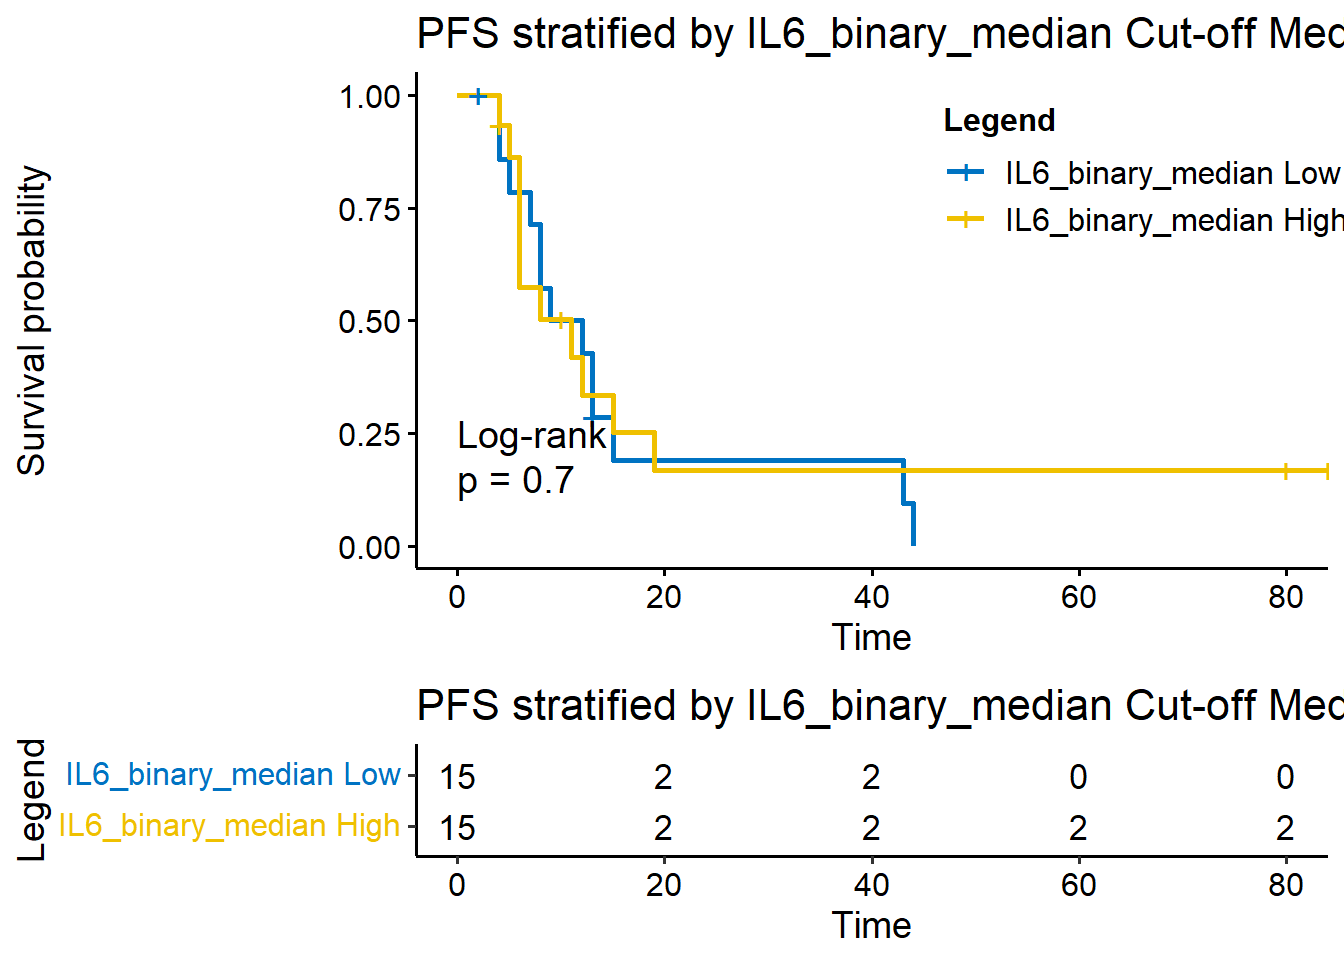 PFS stratified by IL6_binary_median Cut-off Med
Survival probability
1.00
0.75
0.50
0.25
0.00
Legend
IL6_binary_median Low
IL6_binary_median High
Log-rank
p = 0.7
0 20 40 60 80
Time
PFS stratified by IL6_binary_median Cut-off Med
Legend
IL6_binary_median Low 15 2 2 0 0
IL6_binary_median High 15 2 2 2 2
0 20 40 60 80
Time